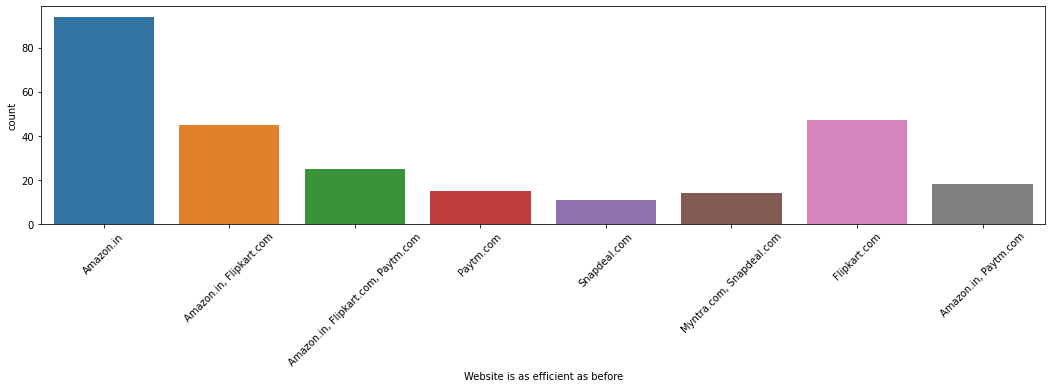 count
80
60
40
20
0
Amazon.in
Amazon.in, Flipkart.com
Amazon.in, Flipkart.com, Paytm.com
Paytm.com
Snapdeal.com
Myntra.com, Snapdeal.com
Flipkart.com
Amazon.in, Paytm.com
Website is as efficient as before